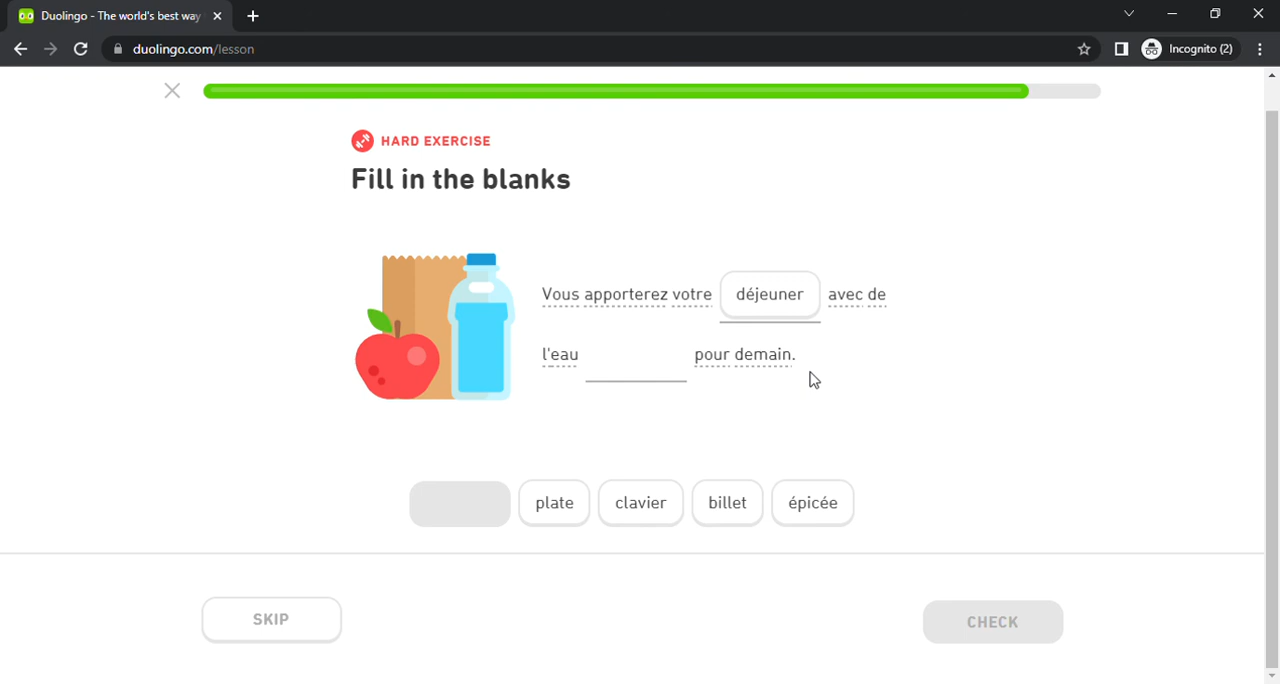 Duolingo - The world's best way
duolingo.com/lesson
Incognito (2)
HARD EXERCISE
Fill in the blanks
Vous apporterez votre déjeuner avec de
l'eau pour demain.
plate clavier billet épicée
SKIP CHECK